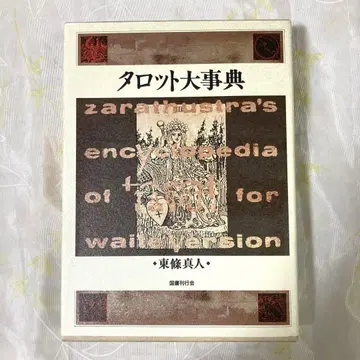 タロット大事典
zarathustra's
encyclopaedia
of tarot for
waite version
・東條真人・
国書刊行会